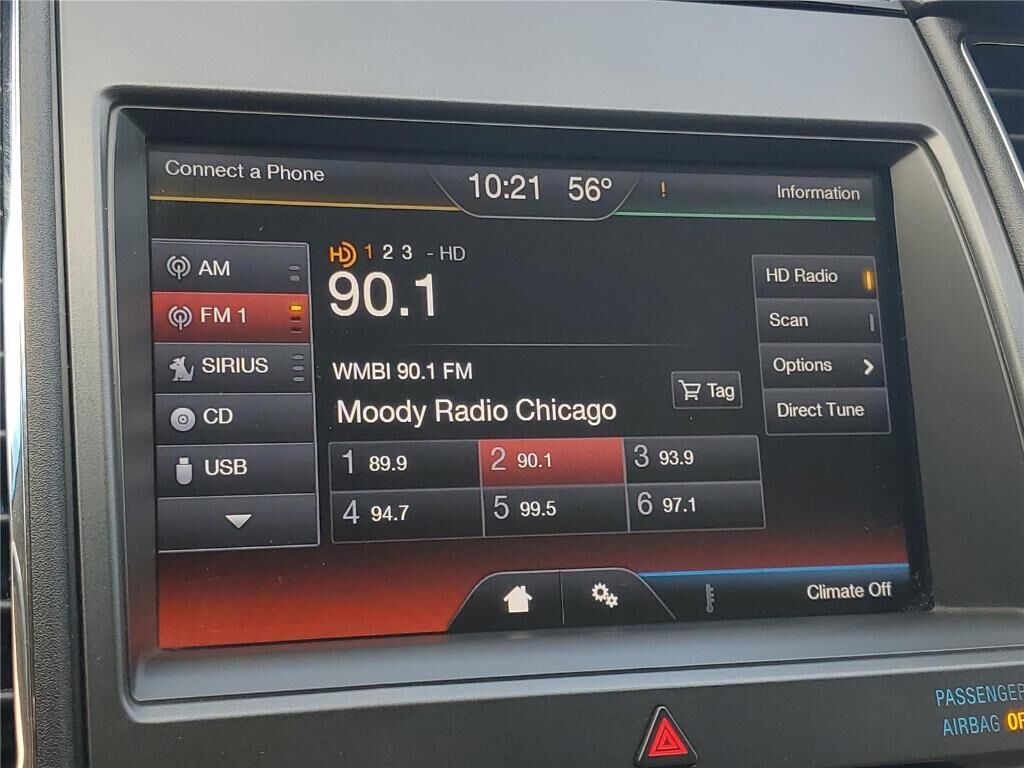 Connect a Phone
10:21 56°
!
Information
HD 1 2 3 - HD
90.1
AM
FM 1
SIRIUS
CD
USB
HD Radio
Scan
Options
Direct Tune
WMBI 90.1 FM
Moody Radio Chicago
Tag
1 89.9
2 90.1
3 93.9
4 94.7
5 99.5
6 97.1
Climate Off
PASSENGER
AIRBAG